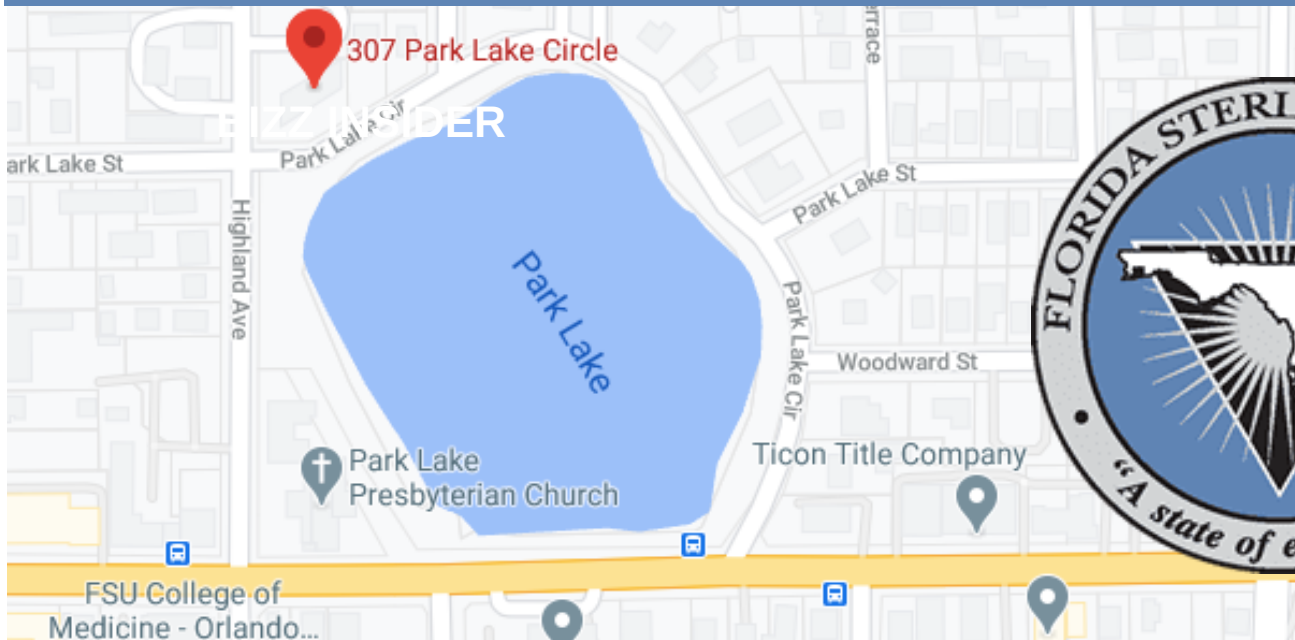 errace
307 Park Lake Circle
BIZZ INSIDER
Park Lake Cir
ark Lake St
Park Lake St
Highland Ave
Park Lake
Park Lake Cir
Woodward St
Park Lake
Presbyterian Church
Ticon Title Company
FSU College of
Medicine - Orlando...
FLORIDA STERLI
"A state of e